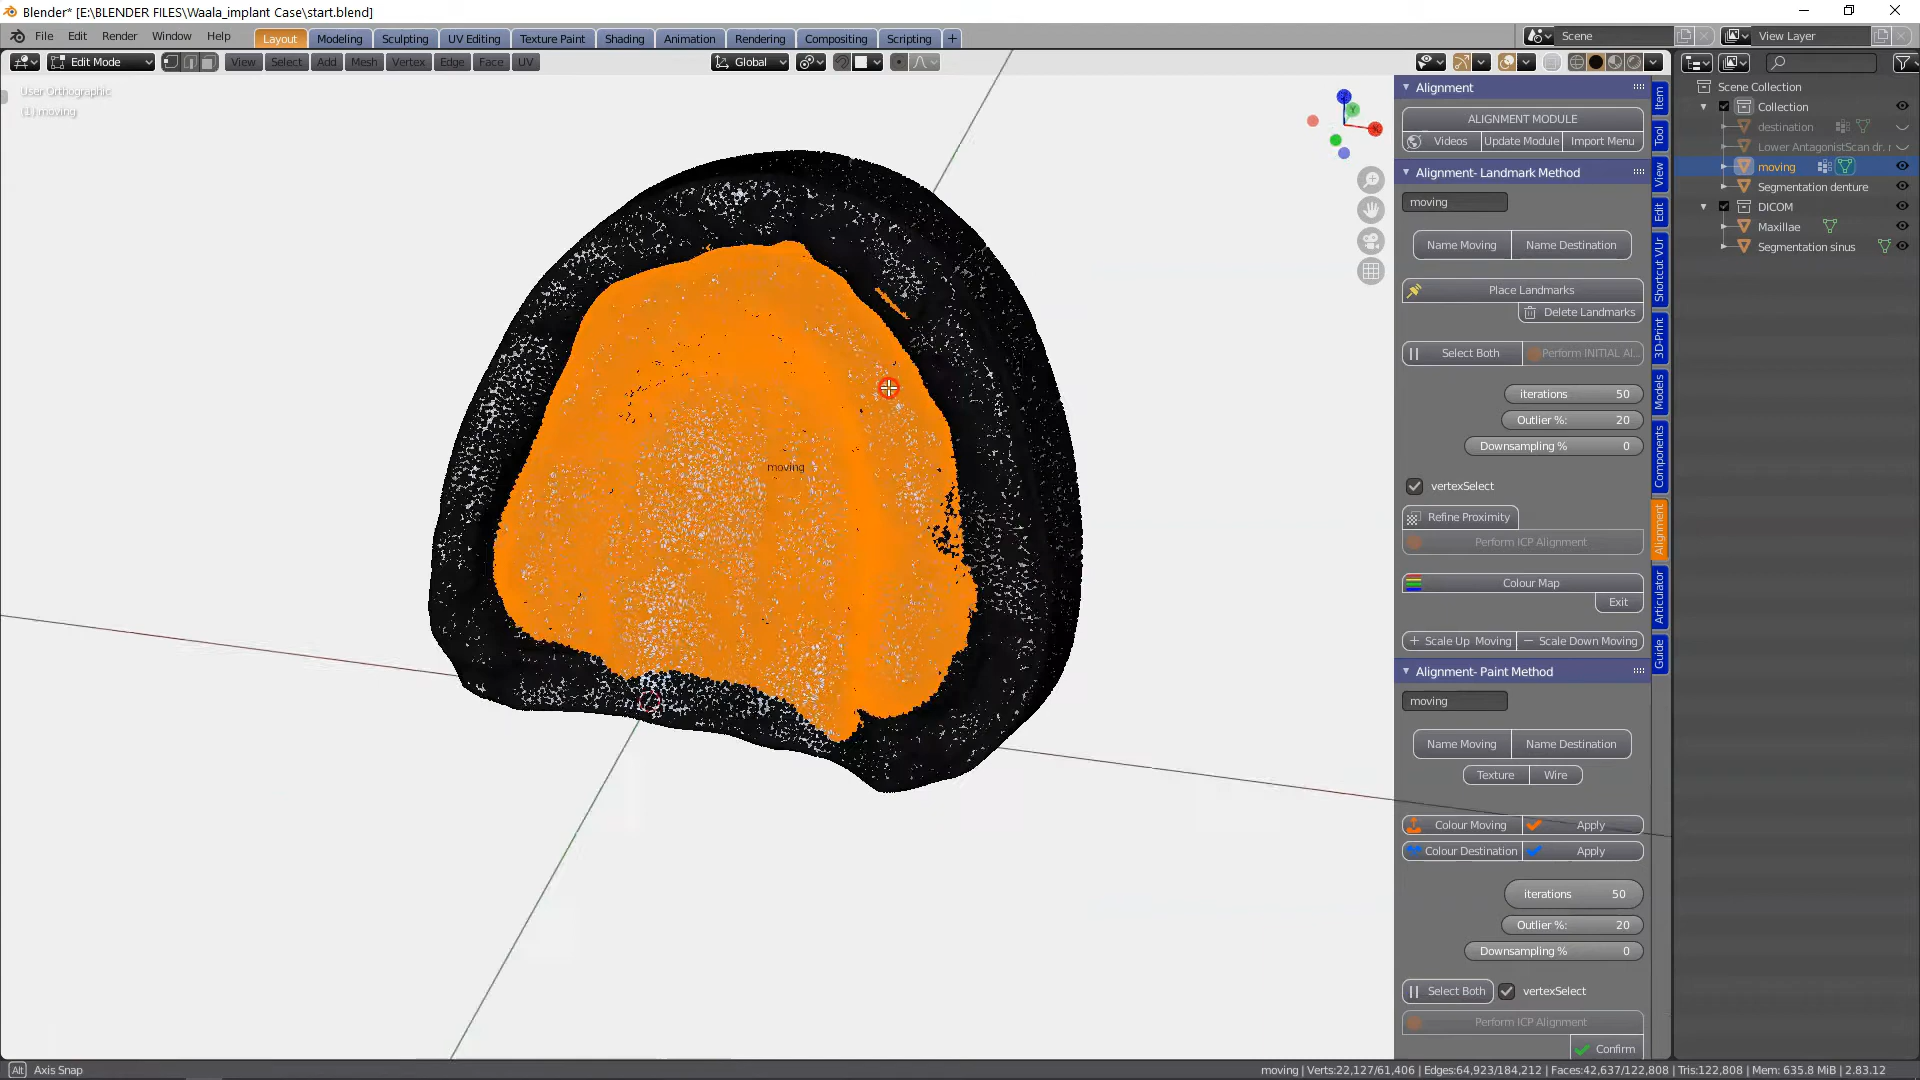 Blender* [E:\BLENDER FILES\Waala_implant Case\start.blend]
File Edit Render Window Help Layout Modeling Sculpting UV Editing Texture Paint Shading Animation Rendering Compositing Scripting + Scene View Layer
Edit Mode View Select Add Mesh Vertex Edge Face UV Global
User Orthographic
(1) moving
moving
Z
Y
X
Alignment
ALIGNMENT MODULE
Videos Update Module Import Menu
Alignment- Landmark Method
moving
Name Moving Name Destination
Place Landmarks
Delete Landmarks
Select Both Perform INITIAL Al...
iterations 50
Outlier %: 20
Downsampling % 0
vertexSelect
Refine Proximity
Perform ICP Alignment
Colour Map
Exit
Scale Up Moving Scale Down Moving
Alignment- Paint Method
moving
Name Moving Name Destination
Texture Wire
Colour Moving Apply
Colour Destination Apply
iterations 50
Outlier %: 20
Downsampling % 0
Select Both vertexSelect
Perform ICP Alignment
Confirm
Item
Tool
View
Edit
Shortcut VUr
3D-Print
Models
Components
Alignment
Articulator
Guide
Scene Collection
Collection
destination
Lower AntagonistScan dr. r
moving
Segmentation denture
DICOM
Maxillae
Segmentation sinus
Alt Axis Snap
moving | Verts:22,127/61,406 | Edges:64,923/184,212 | Faces:42,637/122,808 | Tris:122,808 | Mem: 635.8 MiB | 2.83.12